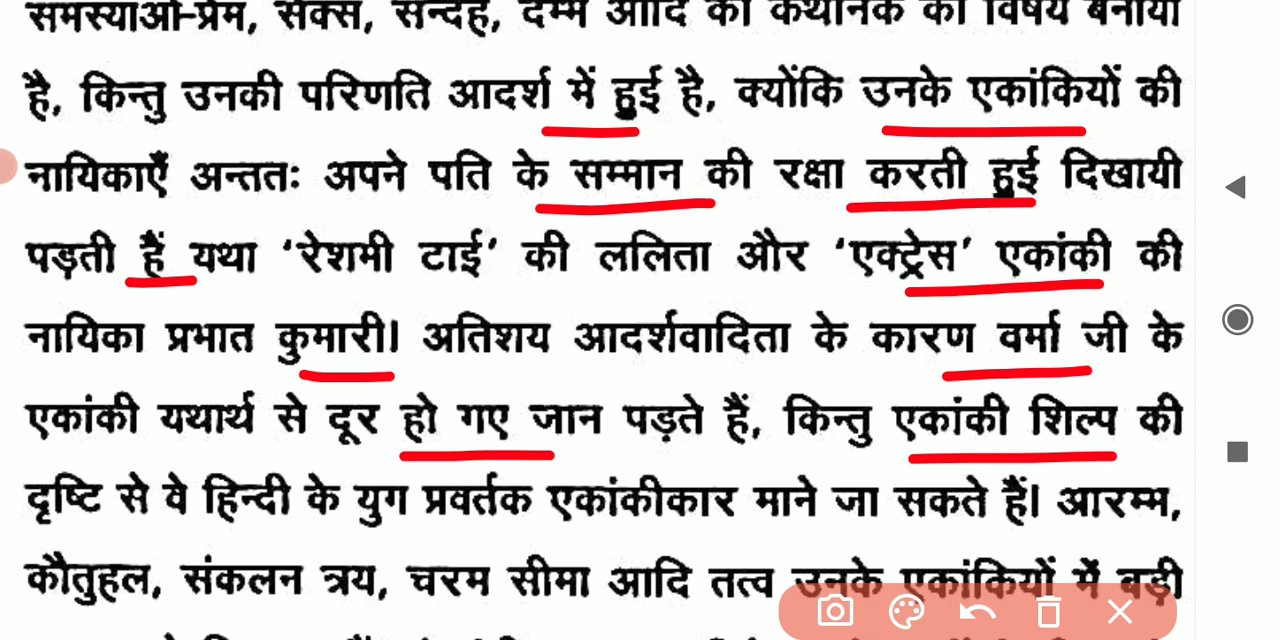 समस्याओं-प्रेम, सेक्स, सन्देह, दम्भ आदि को कथानक का विषय बनाया
है, किन्तु उनकी परिणति आदर्श में हुई है, क्योंकि उनके एकांकियों की
नायिकाएँ अन्ततः अपने पति के सम्मान की रक्षा करती हुई दिखायी
पड़ती हैं यथा ‘रेशमी टाई’ की ललिता और ‘एक्ट्रेस’ एकांकी की
नायिका प्रभात कुमारी। अतिशय आदर्शवादिता के कारण वर्मा जी के
एकांकी यथार्थ से दूर हो गए जान पड़ते हैं, किन्तु एकांकी शिल्प की
दृष्टि से वे हिन्दी के युग प्रवर्तक एकांकीकार माने जा सकते हैं। आरम्भ,
कौतुहल, संकलन त्रय, चरम सीमा आदि तत्व उनके एकांकियों में बड़ी